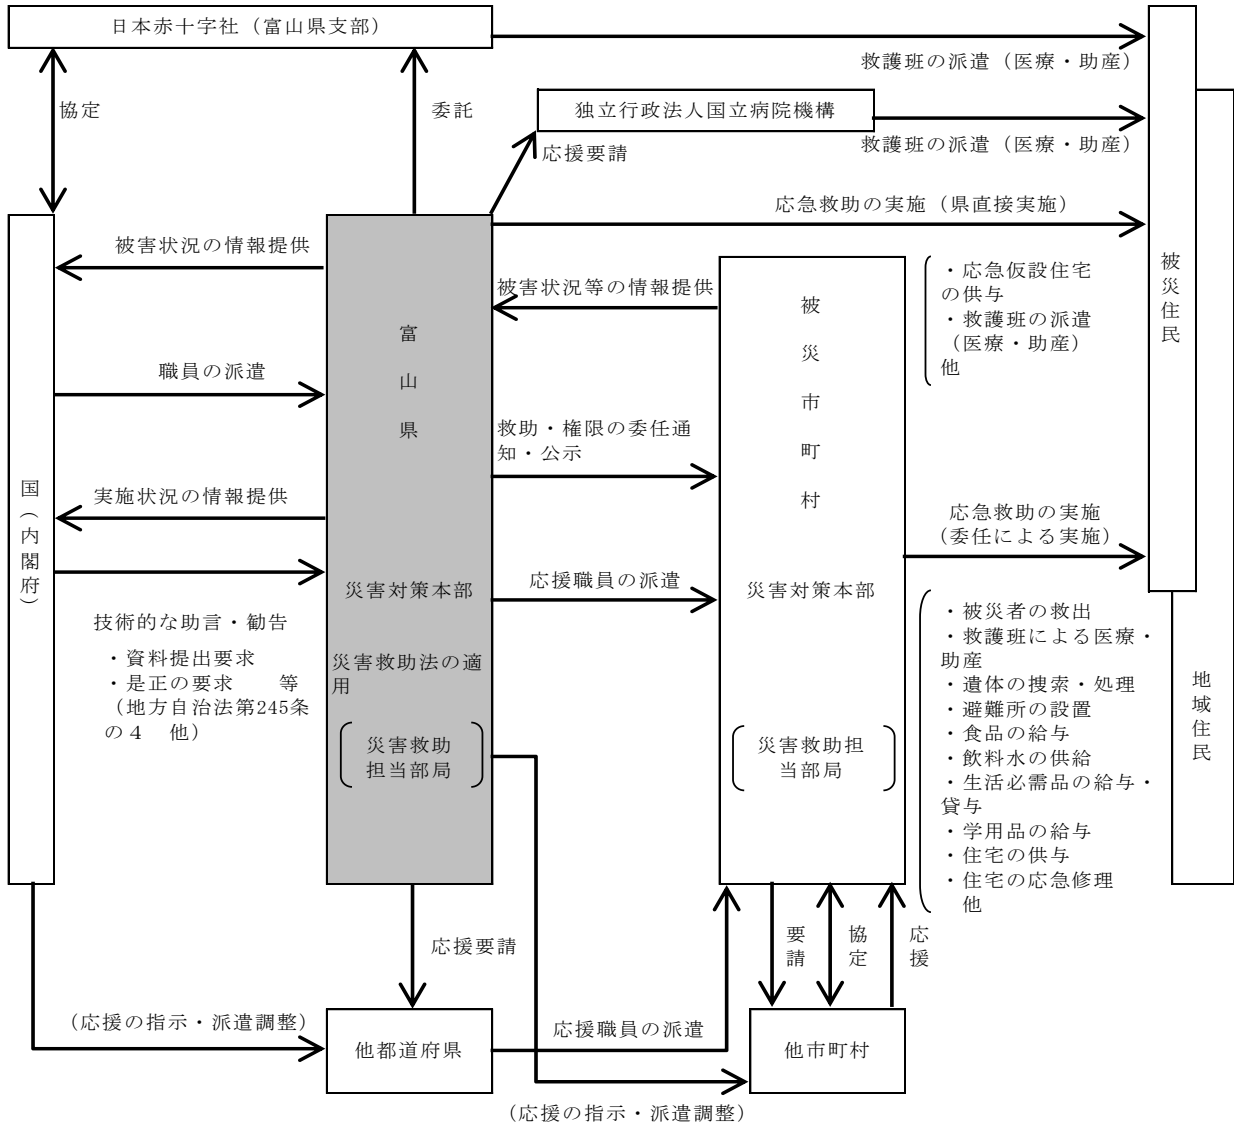 日本赤十字社（富山県支部）
救護班の派遣（医療・助産）
協定
委託
独立行政法人国立病院機構
応援要請
救護班の派遣（医療・助産）
応急救助の実施（県直接実施）
被害状況の情報提供
被害状況等の情報提供
・応急仮設住宅
の供与
・救護班の派遣
（医療・助産）
他
被災住民
富山県
被災市町村
職員の派遣
救助・権限の委任通
知・公示
国（内閣府）
実施状況の情報提供
応急救助の実施
（委任による実施）
災害対策本部
応援職員の派遣
災害対策本部
技術的な助言・勧告
・資料提出要求
・是正の要求　　等
（地方自治法第245条
の４　他）
災害救助法の適
用
災害救助
担当部局
災害救助担
当部局
・被災者の救出
・救護班による医療・
助産
・遺体の捜索・処理
・避難所の設置
・食品の給与
・飲料水の供給
・生活必需品の給与・
貸与
・学用品の給与
・住宅の供与
・住宅の応急修理
他
地域住民
応援要請
要請
協定
応援
（応援の指示・派遣調整）
他都道府県
応援職員の派遣
他市町村
（応援の指示・派遣調整）